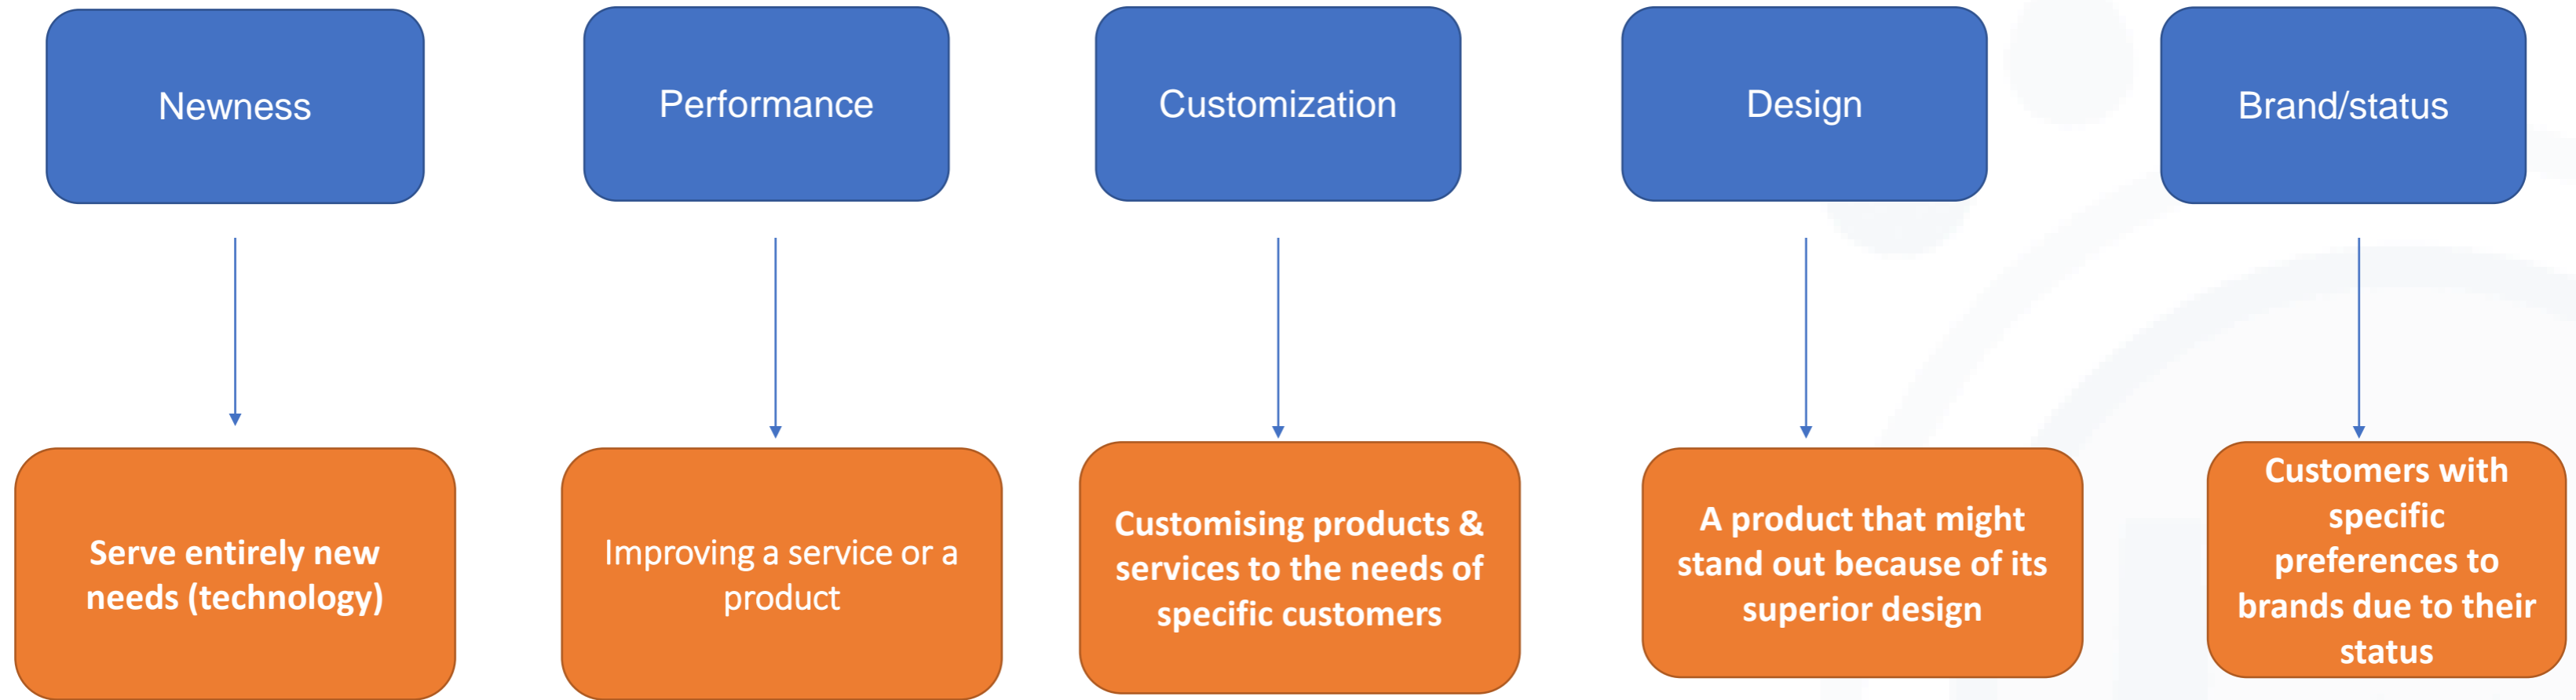 Newness
Performance
Customization
Design
Brand/status
Serve entirely new
needs (technology)
Improving a service or a
product
Customising products &
services to the needs of
specific customers
A product that might
stand out because of its
superior design
Customers with
specific
preferences to
brands due to their
status